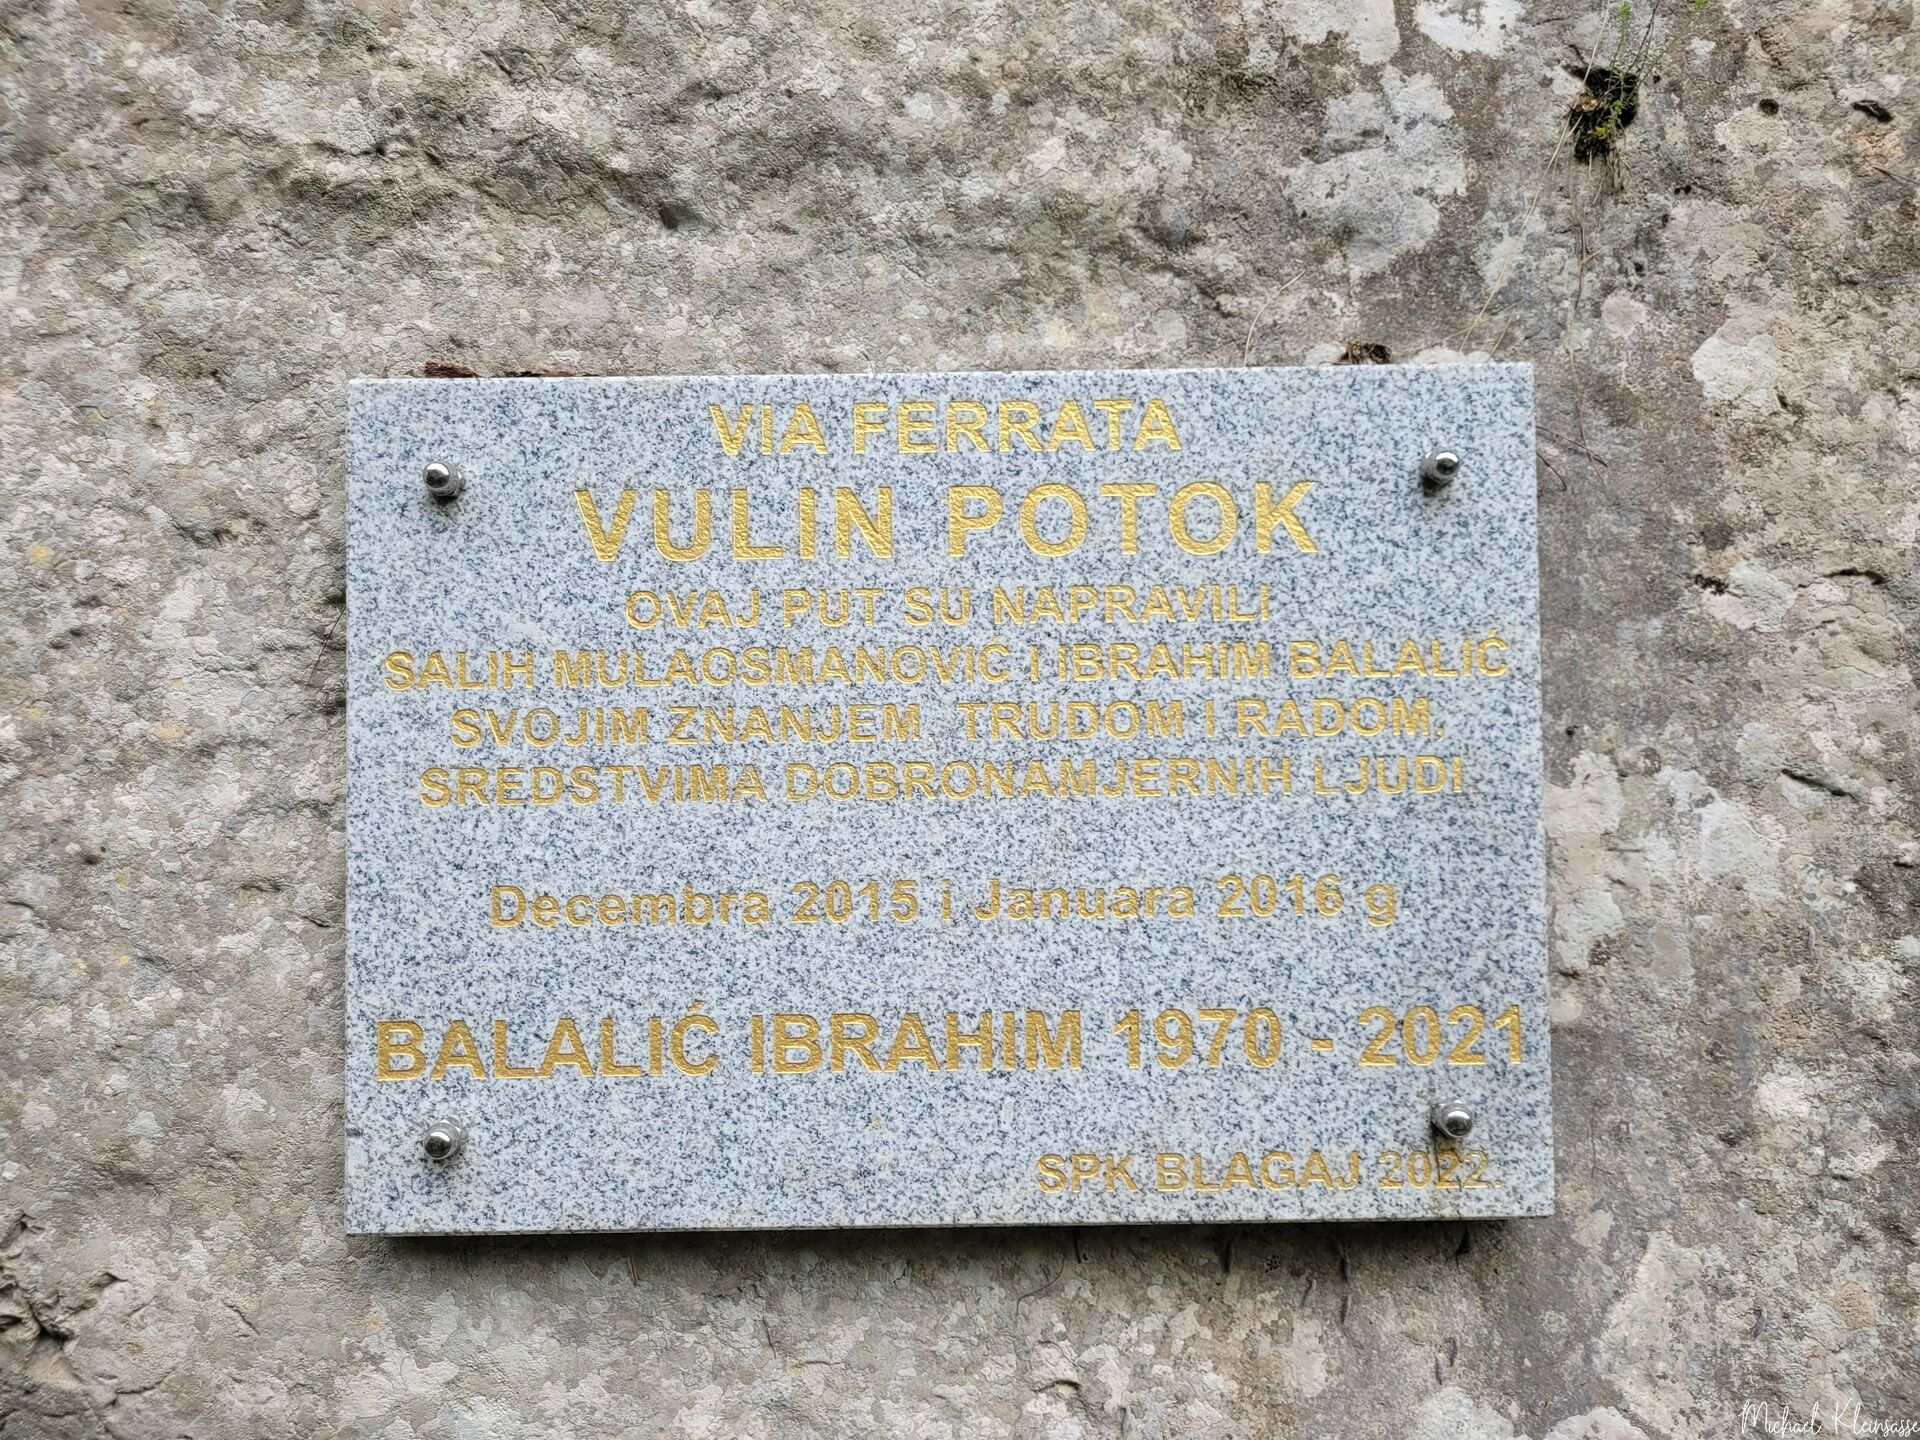 VIA FERRATA
VULIN POTOK
OVAJ PUT SU NAPRAVILI
SALIH MULAOSMANOVIĆ I IBRAHIM BALALIĆ
SVOJIM ZNANJEM, TRUDOM I RADOM,
SREDSTVIMA DOBRONAMJERNIH LJUDI.
Decembra 2015 i Januara 2016 g
BALALIĆ IBRAHIM 1970 - 2021
SPK BLAGAJ 2022.
Michael Kleinsasse